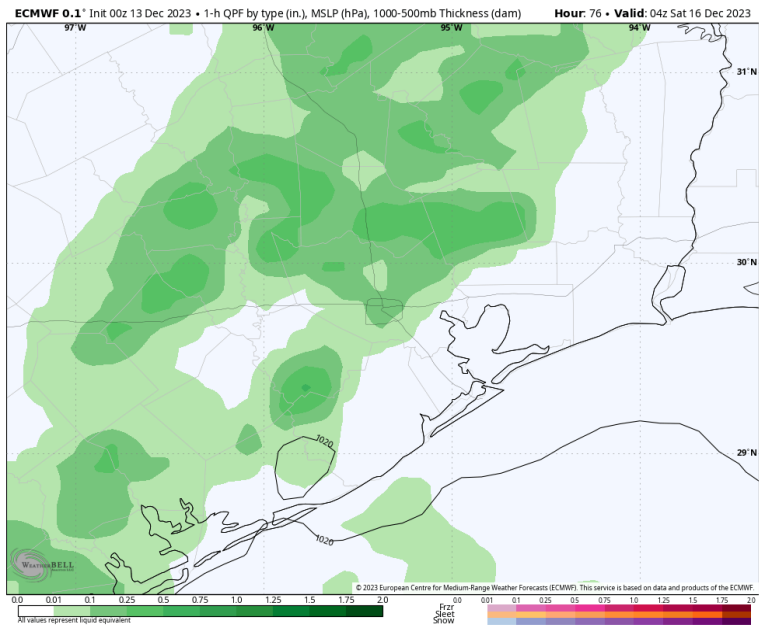 ECMWF 0.1° Init 00z 13 Dec 2023 • 1-h QPF by type (in.), MSLP (hPa), 1000-500mb Thickness (dam) Hour: 76 • Valid: 04z Sat 16 Dec 2023
97°W 96°W 95°W 94°W
31°N
30°N
29°N
1020
1020
WEATHERBELL
© 2023 European Centre for Medium-Range Weather Forecasts (ECMWF). This service is based on data and products of the ECMWF.
0.0 0.01 0.1 0.25 0.5 0.75 1.0 1.25 1.5 1.75 2.0
All values represent liquid equivalent
0.0 0.01 0.1 0.25 0.5 0.75 1.0 1.25 1.5 1.75 2.0
Frzr
Sleet
Snow